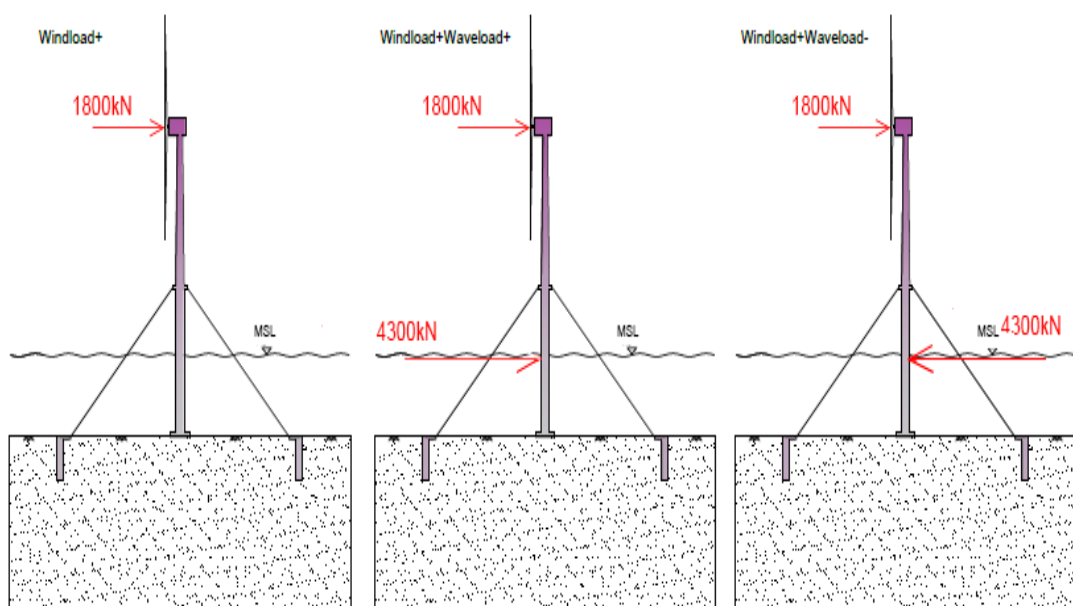 Windload+
1800kN
MSL
Windload+Waveload+
1800kN
4300kN
MSL
Windload+Waveload-
1800kN
MSL
4300kN